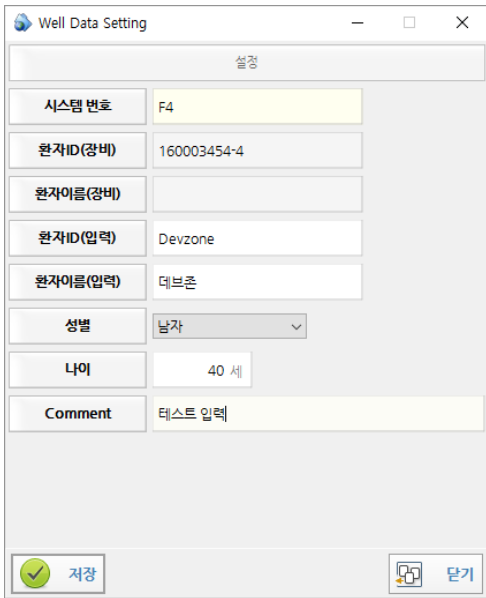 Well Data Setting
설정
시스템 번호 F4
환자ID(장비) 160003454-4
환자이름(장비)
환자ID(입력) Devzone
환자이름(입력) 데브존
성별 남자
나이 40 세
Comment 테스트 입력
저장 닫기